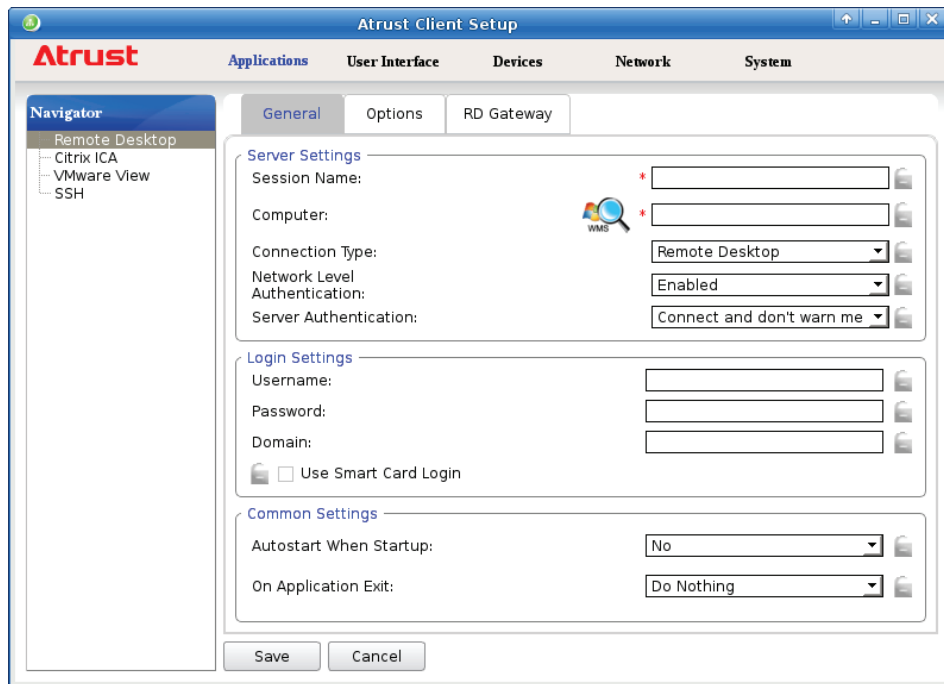 Atrust Client Setup
Atrust
Applications User Interface Devices Network System
Navigator
Remote Desktop
Citrix ICA
VMware View
SSH
General Options RD Gateway
Server Settings
Session Name: *
Computer: WMS *
Connection Type: Remote Desktop
Network Level
Authentication: Enabled
Server Authentication: Connect and don't warn me
Login Settings
Username:
Password:
Domain:
Use Smart Card Login
Common Settings
Autostart When Startup: No
On Application Exit: Do Nothing
Save Cancel